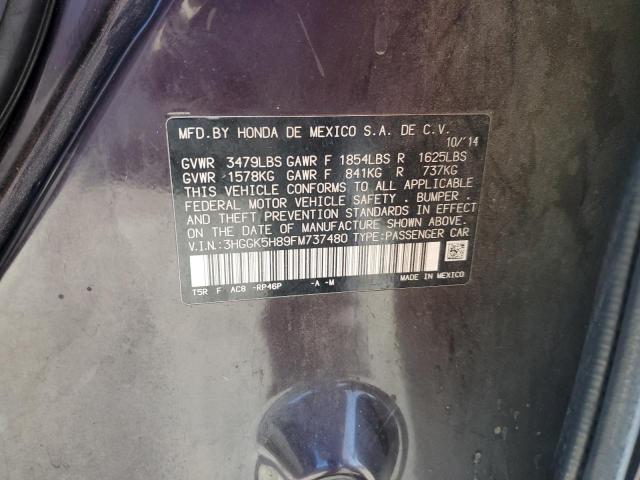 MFD.BY HONDA DE MEXICO S.A. DE C.V.
10/'14
GVWR 3479LBS GAWR F 1854LBS R 1625LBS
GVWR 1578KG GAWR F 841KG R 737KG
THIS VEHICLE CONFORMS TO ALL APPLICABLE
FEDERAL MOTOR VEHICLE SAFETY , BUMPER ,
AND THEFT PREVENTION STANDARDS IN EFFECT
ON THE DATE OF MANUFACTURE SHOWN ABOVE.
V.I.N:3HGGK5H89FM737480 TYPE:PASSENGER CAR
T5R F AC8 -RP46P -A -M MADE IN MEXICO